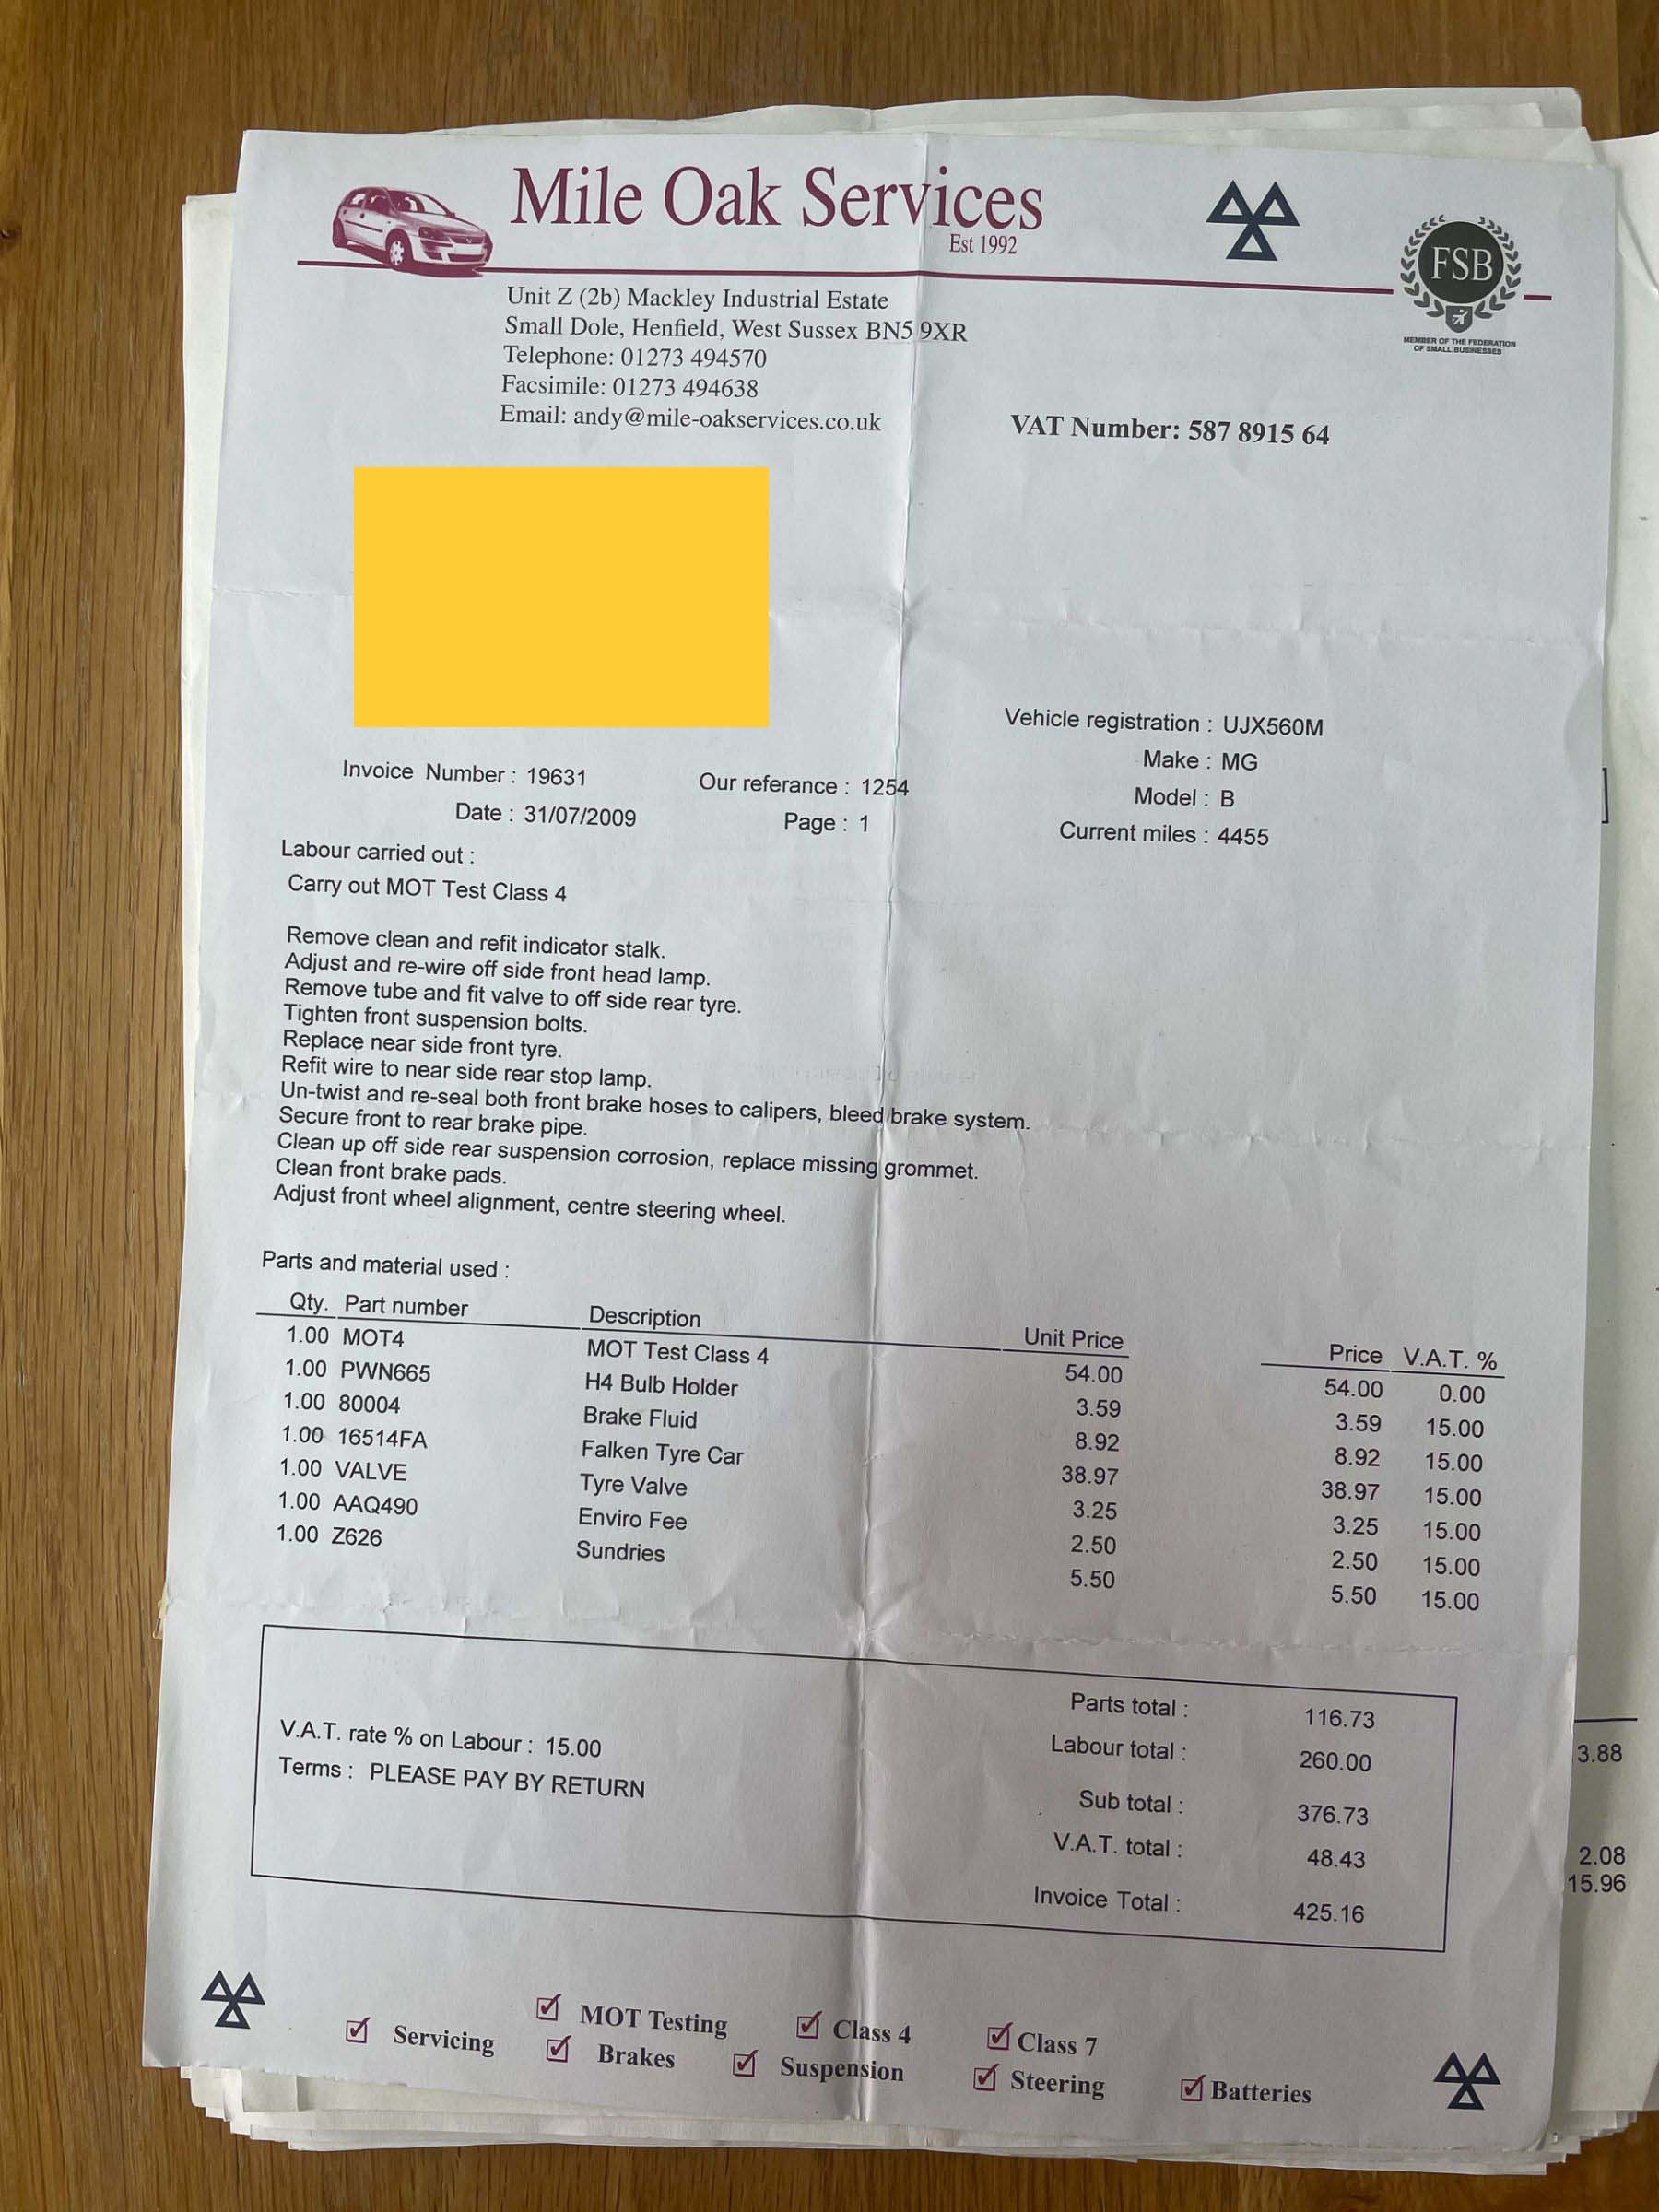 Mile Oak Services
Est 1992
FSB
MEMBER OF THE FEDERATION
OF SMALL BUSINESSES
Unit Z (2b) Mackley Industrial Estate
Small Dole, Henfield, West Sussex BN5 9XR
Telephone: 01273 494570
Facsimile: 01273 494638
Email: andy@mile-oakservices.co.uk
VAT Number: 587 8915 64
Vehicle registration : UJX560M
Make : MG
Model : B
Current miles : 4455
Invoice Number : 19631 Our referance : 1254
Date : 31/07/2009 Page : 1
Labour carried out :
Carry out MOT Test Class 4
Remove clean and refit indicator stalk.
Adjust and re-wire off side front head lamp.
Remove tube and fit valve to off side rear tyre.
Tighten front suspension bolts.
Replace near side front tyre.
Refit wire to near side rear stop lamp.
Un-twist and re-seal both front brake hoses to calipers, bleed brake system.
Secure front to rear brake pipe.
Clean up off side rear suspension corrosion, replace missing grommet.
Clean front brake pads.
Adjust front wheel alignment, centre steering wheel.
Parts and material used :
Qty. Part number Description Unit Price Price V.A.T. %
1.00 MOT4 MOT Test Class 4 54.00 54.00 0.00
1.00 PWN665 H4 Bulb Holder 3.59 3.59 15.00
1.00 80004 Brake Fluid 8.92 8.92 15.00
1.00 16514FA Falken Tyre Car 38.97 38.97 15.00
1.00 VALVE Tyre Valve 3.25 3.25 15.00
1.00 AAQ490 Enviro Fee 2.50 2.50 15.00
1.00 Z626 Sundries 5.50 5.50 15.00
Parts total : 116.73
V.A.T. rate % on Labour : 15.00 Labour total : 260.00
Terms : PLEASE PAY BY RETURN Sub total : 376.73
V.A.T. total : 48.43
Invoice Total : 425.16
3.88
2.08
15.96
MOT Testing Class 4 Class 7
Servicing Brakes Suspension Steering Batteries